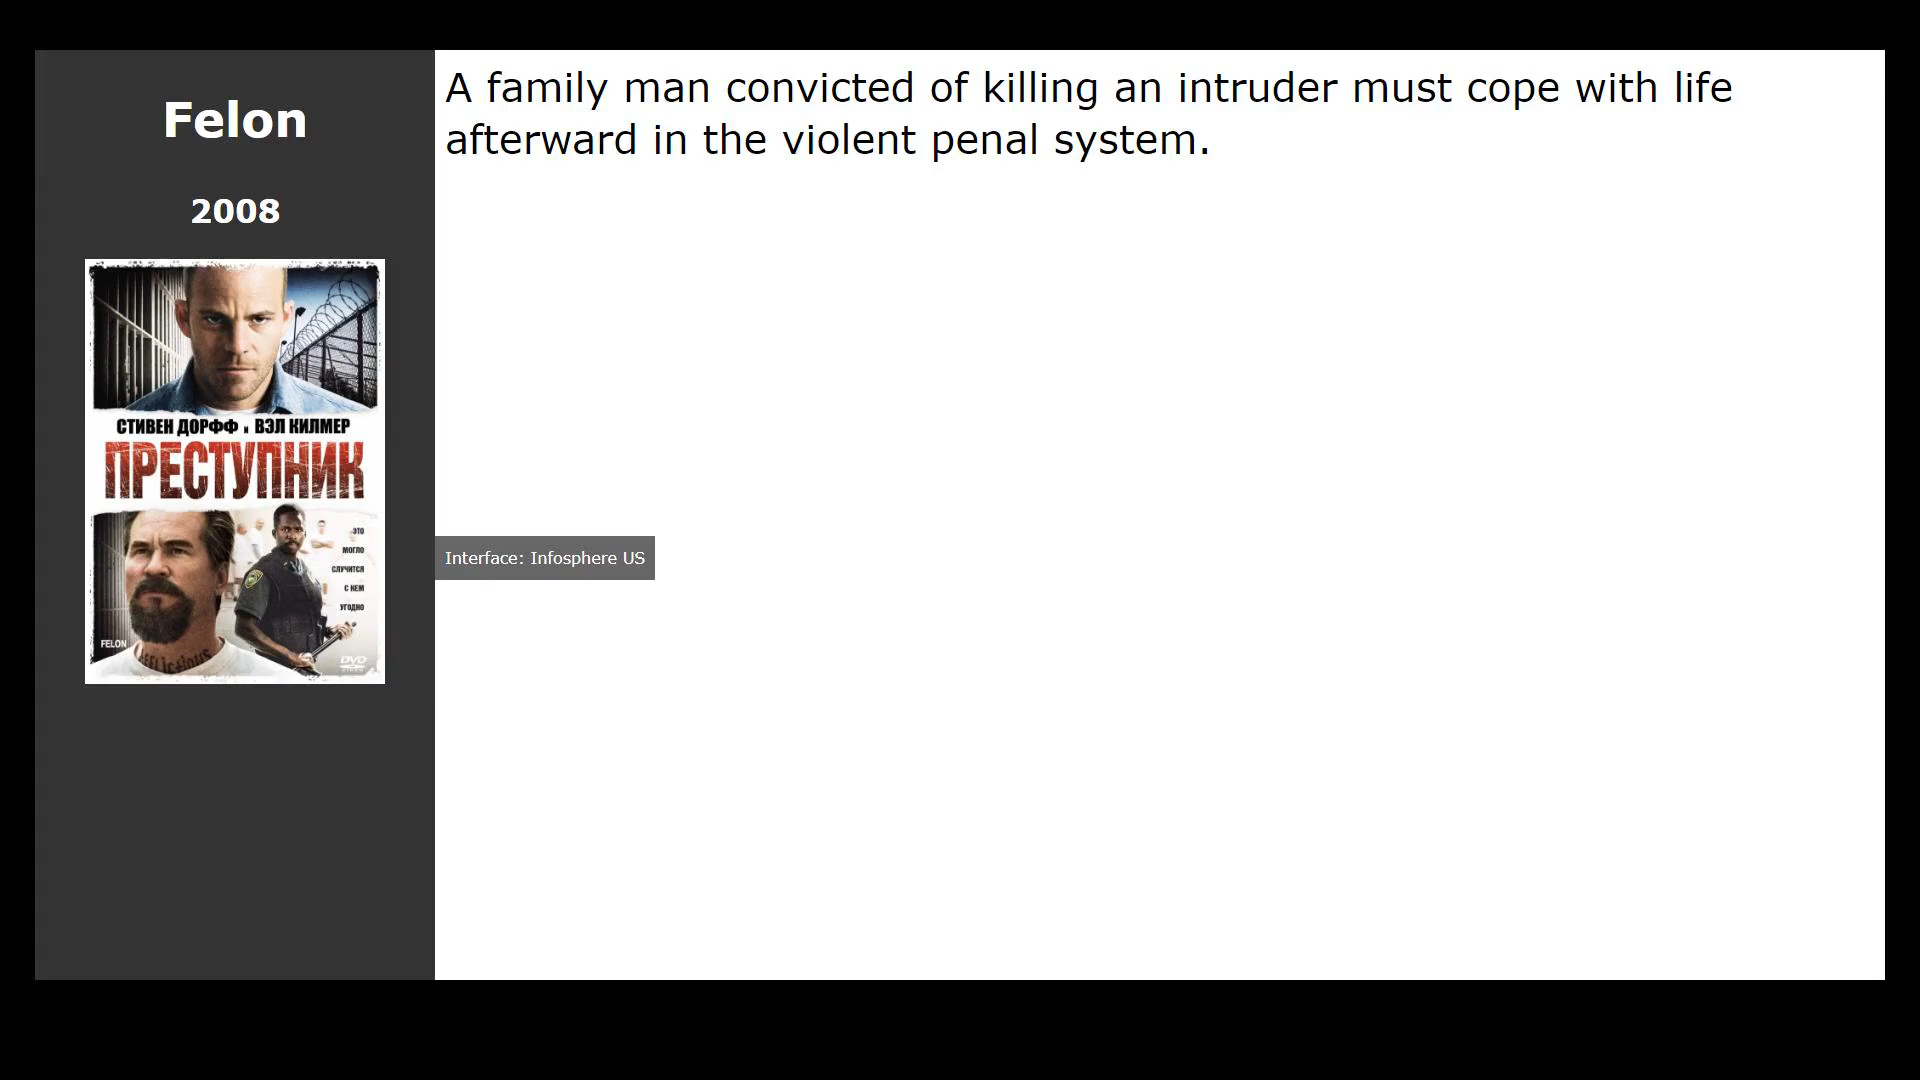 Felon
2008
СТИВЕН ДОРФФ и ВЭЛ КИЛМЕР
ПРЕСТУПНИК
ЭТО
МОГЛО
СЛУЧИТСЯ
С КЕМ
УГОДНО
FELON
DVD
VIDEO
A family man convicted of killing an intruder must cope with life
afterward in the violent penal system.
Interface: Infosphere US